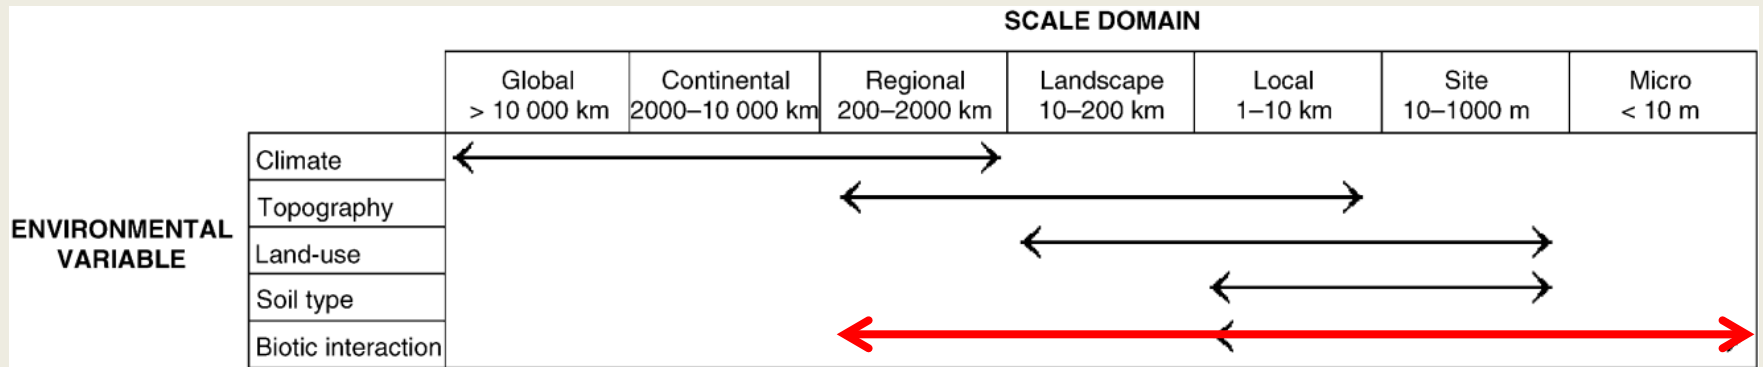 SCALE DOMAIN
Global
> 10 000 km
Continental
2000–10 000 km
Regional
200–2000 km
Landscape
10–200 km
Local
1–10 km
Site
10–1000 m
Micro
< 10 m
ENVIRONMENTAL
VARIABLE
Climate
Topography
Land-use
Soil type
Biotic interaction